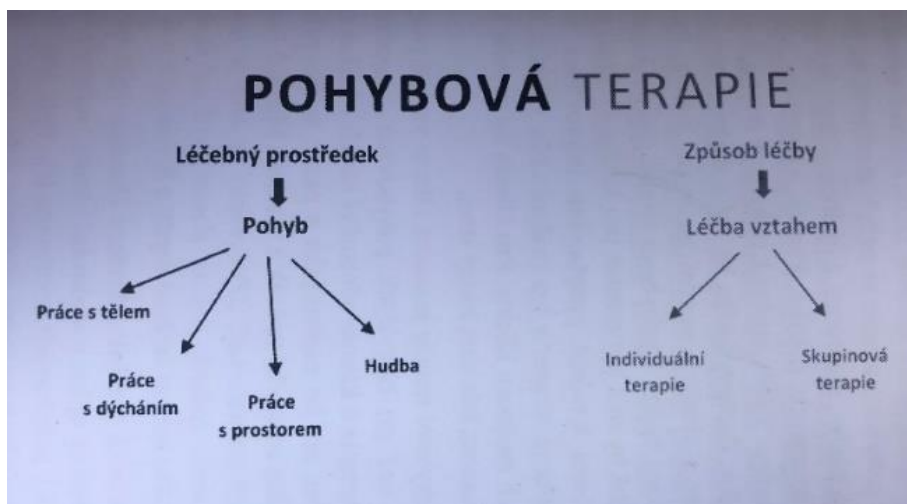 POHYBOVÁ TERAPIE
Léčebný prostředek
Pohyb
Práce s tělem
Práce
s dýcháním
Práce
s prostorem
Hudba
Způsob léčby
Léčba vztahem
Individuální
terapie
Skupinová
terapie